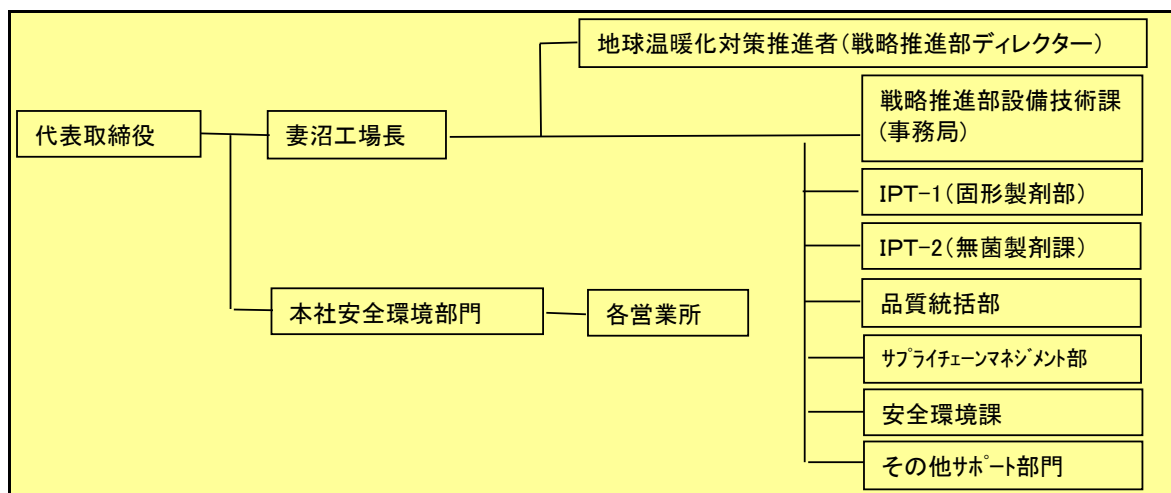 地球温暖化対策推進者(戦略推進部ディレクター)
代表取締役
妻沼工場長
戦略推進部設備技術課
(事務局)
IPT-1(固形製剤部)
IPT-2(無菌製剤課)
本社安全環境部門
各営業所
品質統括部
サプライチェーンマネジメント部
安全環境課
その他サポート部門